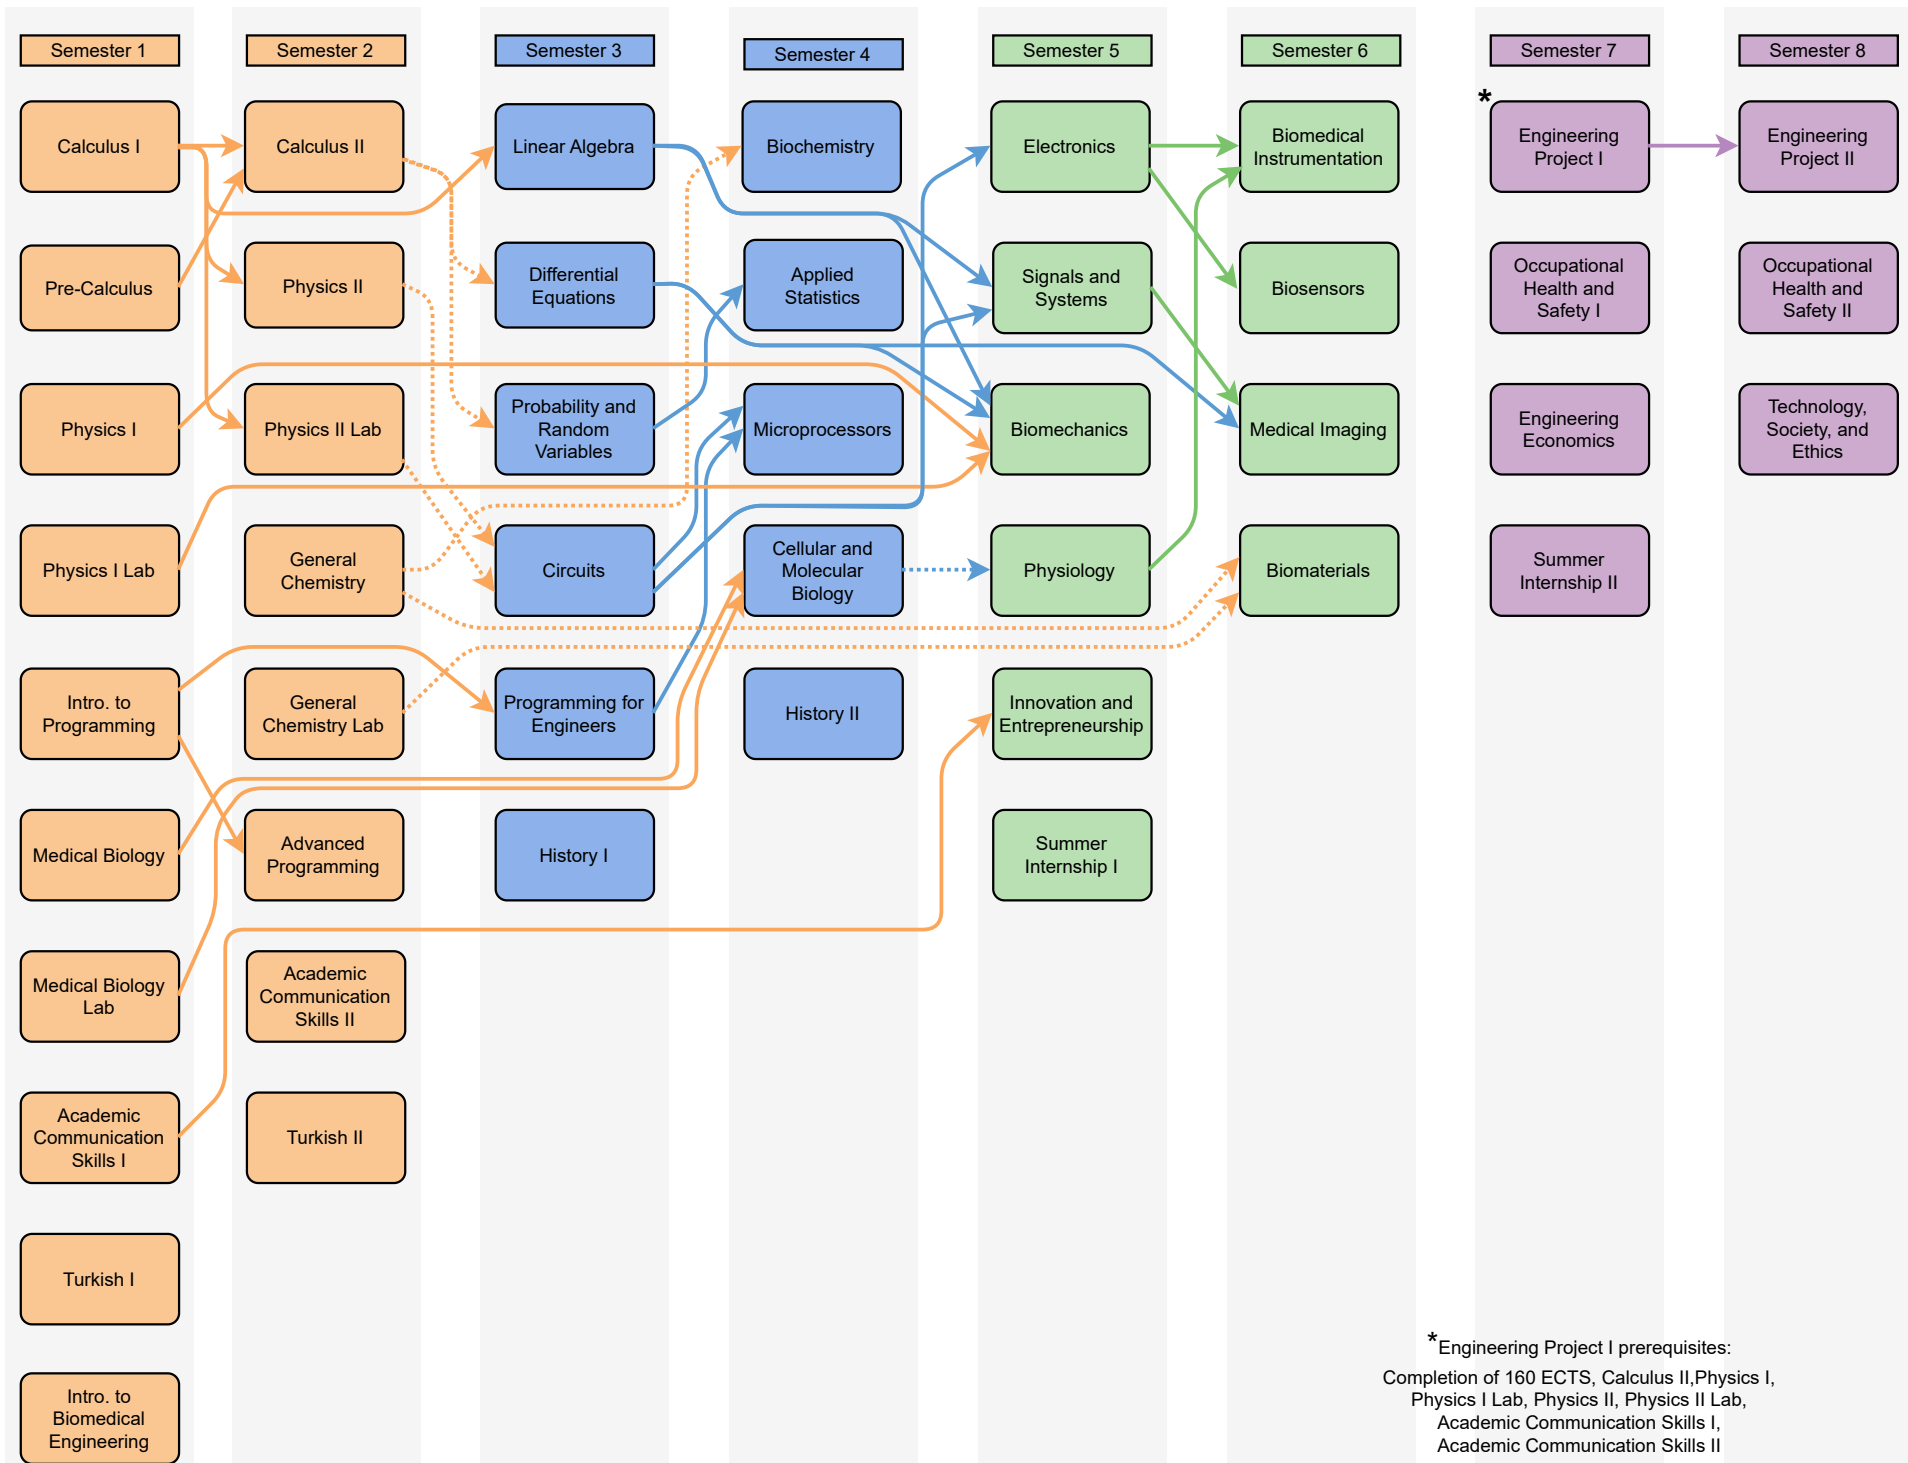 Semester 1
Semester 2
Semester 3
Semester 4
Semester 5
Semester 6
Semester 7
Semester 8
Calculus I
Pre-Calculus
Physics I
Physics I Lab
Intro. to
Programming
Medical Biology
Medical Biology
Lab
Academic
Communication
Skills I
Turkish I
Intro. to
Biomedical
Engineering
Calculus II
Physics II
Physics II Lab
General
Chemistry
General
Chemistry Lab
Advanced
Programming
Academic
Communication
Skills II
Turkish II
Linear Algebra
Differential
Equations
Probability and
Random
Variables
Circuits
Programming for
Engineers
History I
Biochemistry
Applied
Statistics
Microprocessors
Cellular and
Molecular
Biology
History II
Electronics
Signals and
Systems
Biomechanics
Physiology
Innovation and
Entrepreneurship
Summer
Internship I
Biomedical
Instrumentation
Biosensors
Medical Imaging
Biomaterials
*
Engineering
Project I
Occupational
Health and
Safety I
Engineering
Economics
Summer
Internship II
Engineering
Project II
Occupational
Health and
Safety II
Technology,
Society, and
Ethics
*Engineering Project I prerequisites:
Completion of 160 ECTS, Calculus II,Physics I,
Physics I Lab, Physics II, Physics II Lab,
Academic Communication Skills I,
Academic Communication Skills II